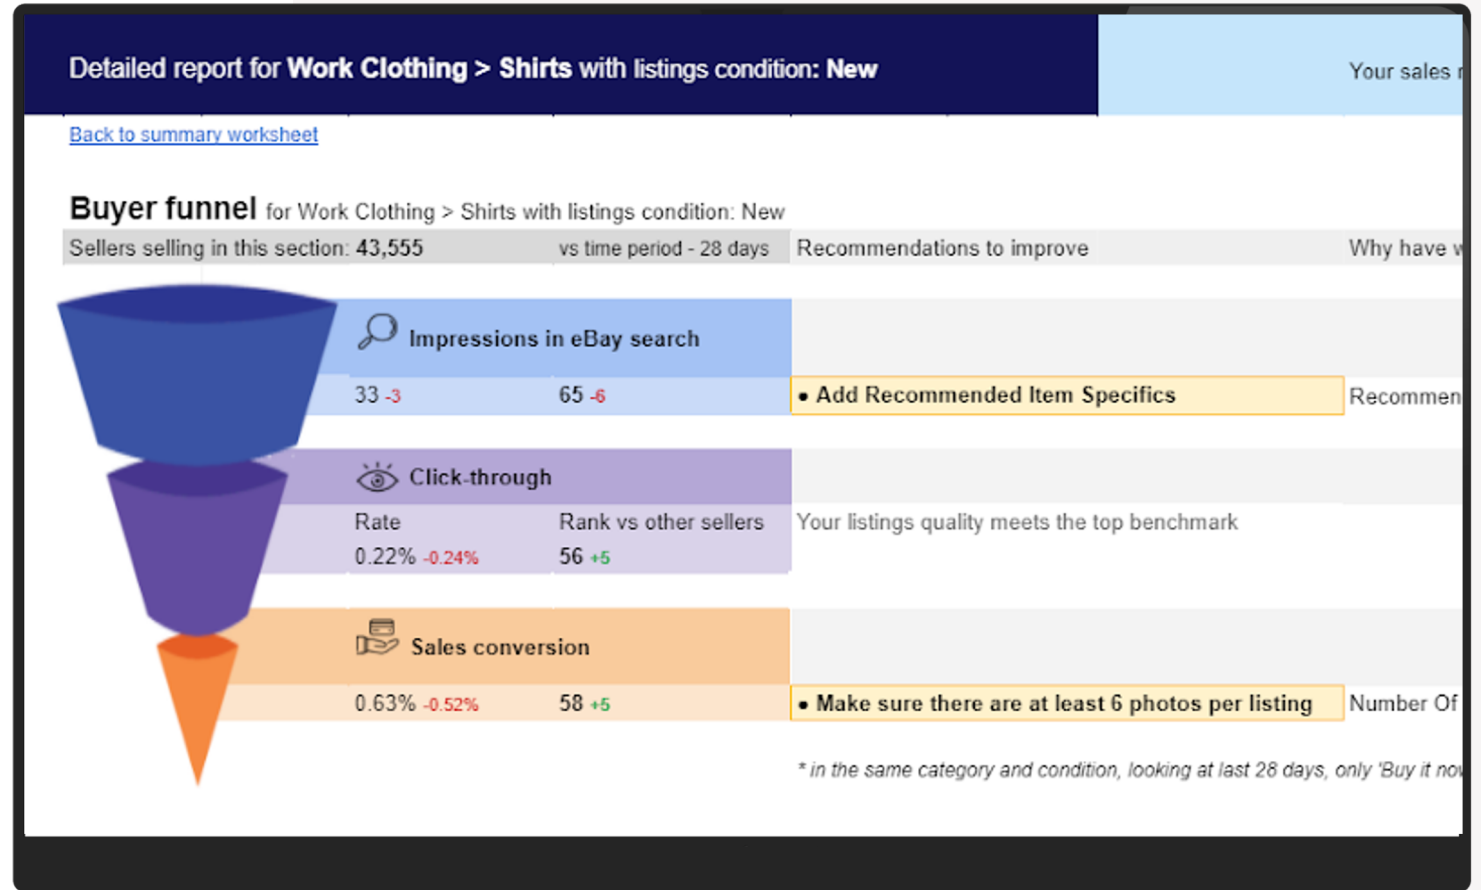 Detailed report for Work Clothing > Shirts with listings condition: New
Your sales
Back to summary worksheet
Buyer funnel for Work Clothing > Shirts with listings condition: New
Sellers selling in this section: 43,555 vs time period - 28 days Recommendations to improve Why have
Impressions in eBay search
33 -3 65 -6 • Add Recommended Item Specifics Recommen
Click-through
Rate Rank vs other sellers Your listings quality meets the top benchmark
0.22% -0.24% 56 +5
Sales conversion
0.63% -0.52% 58 +5 • Make sure there are at least 6 photos per listing Number Of
* in the same category and condition, looking at last 28 days, only 'Buy it now